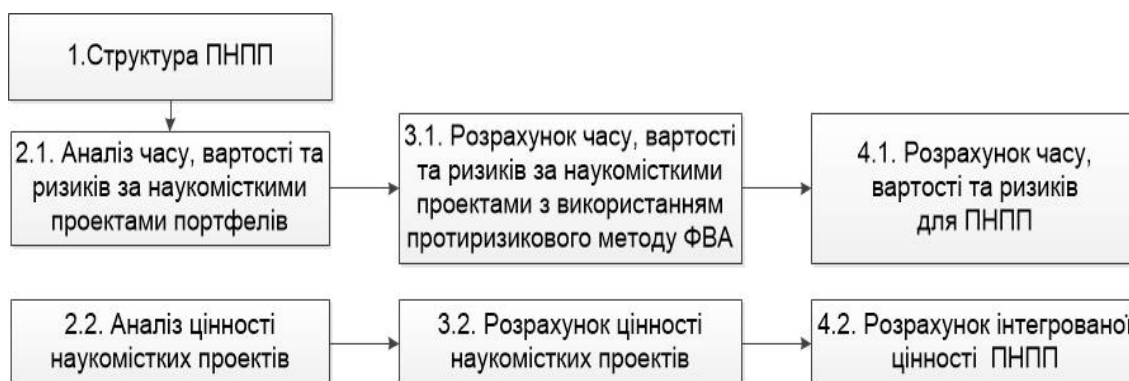 1.Структура ПНПП
2.1. Аналіз часу, вартості та
ризиків за наукомісткими
проектами портфелів
3.1. Розрахунок часу, вартості
та ризиків за наукомісткими
проектами з використанням
протиризикового методу ФВА
4.1. Розрахунок часу,
вартості та ризиків
для ПНПП
2.2. Аналіз цінності
наукомістких проектів
3.2. Розрахунок цінності
наукомістких проектів
4.2. Розрахунок інтегрованої
цінності ПНПП